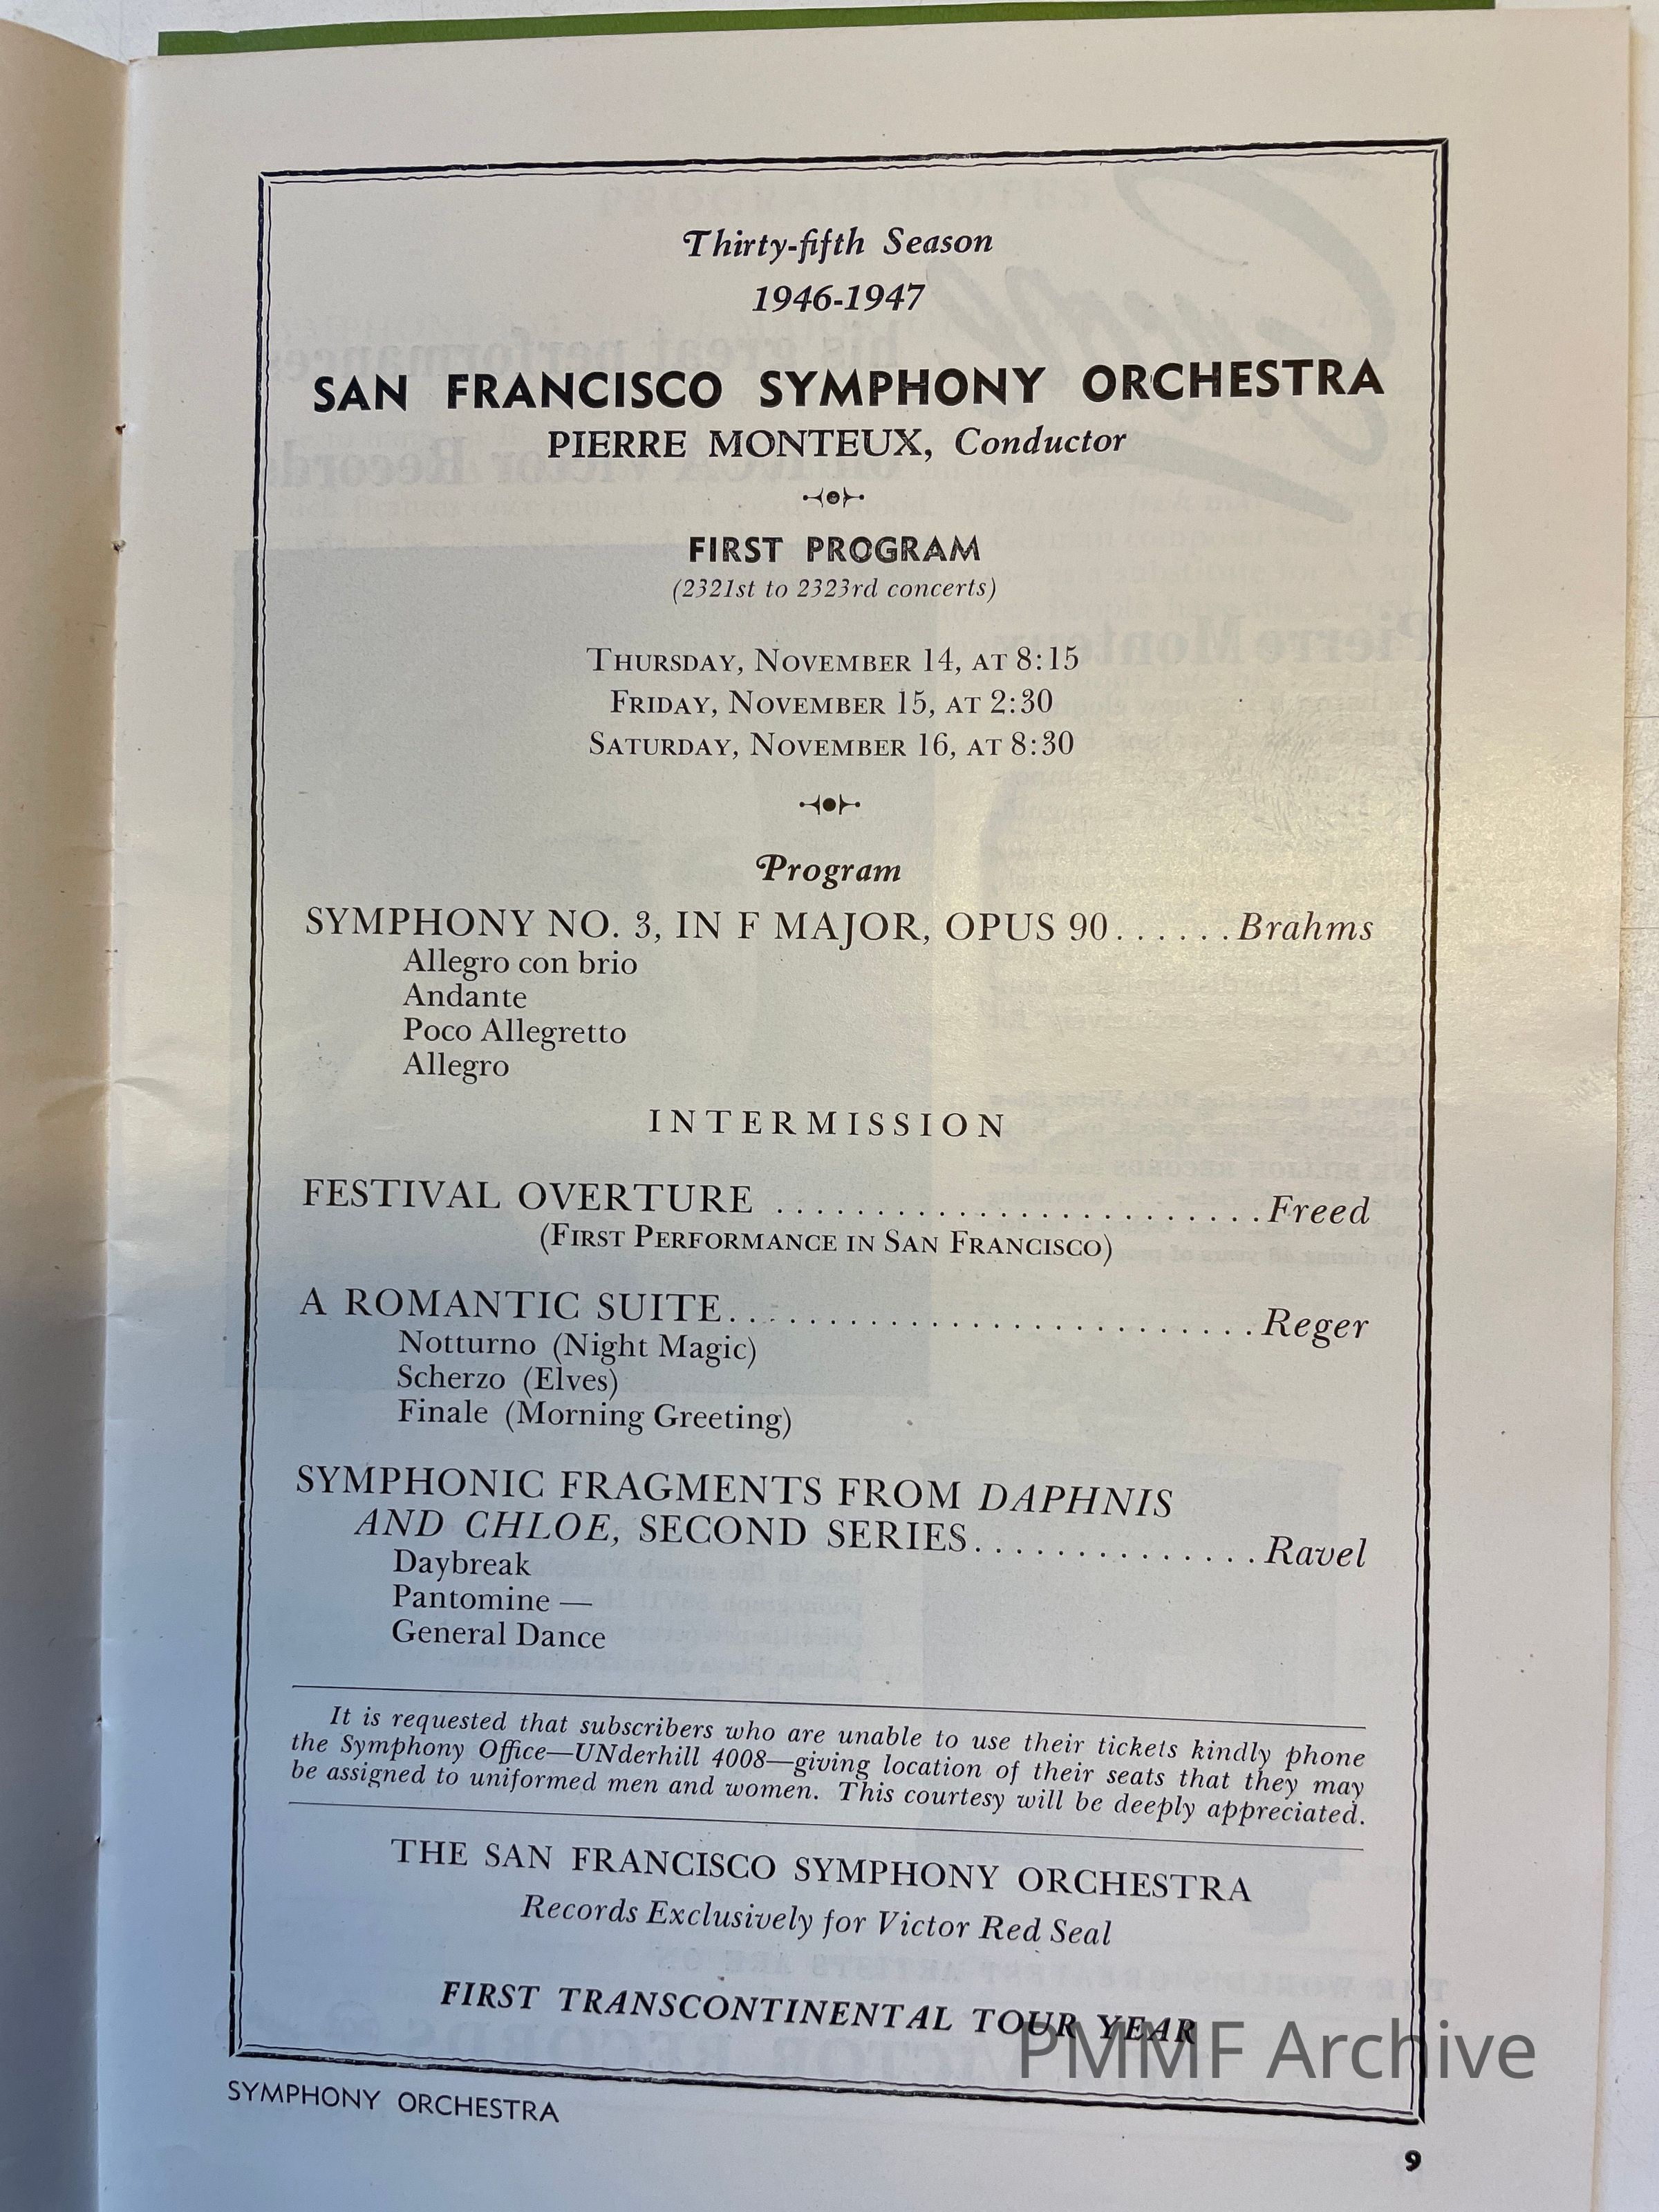 Thirty-fifth Season
1946-1947
SAN FRANCISCO SYMPHONY ORCHESTRA
PIERRE MONTEUX, Conductor
FIRST PROGRAM
(2321st to 2323rd concerts)
THURSDAY, NOVEMBER 14, AT 8:15
FRIDAY, NOVEMBER 15, AT 2:30
SATURDAY, NOVEMBER 16, AT 8:30
Program
SYMPHONY NO. 3, IN F MAJOR, OPUS 90......Brahms
Allegro con brio
Andante
Poco Allegretto
Allegro
INTERMISSION
FESTIVAL OVERTURE .........................Freed
(FIRST PERFORMANCE IN SAN FRANCISCO)
A ROMANTIC SUITE...........................Reger
Notturno (Night Magic)
Scherzo (Elves)
Finale (Morning Greeting)
SYMPHONIC FRAGMENTS FROM DAPHNIS
AND CHLOE, SECOND SERIES..............Ravel
Daybreak
Pantomine —
General Dance
It is requested that subscribers who are unable to use their tickets kindly phone
the Symphony Office—UNderhill 4008—giving location of their seats that they may
be assigned to uniformed men and women. This courtesy will be deeply appreciated.
THE SAN FRANCISCO SYMPHONY ORCHESTRA
Records Exclusively for Victor Red Seal
FIRST TRANSCONTINENTAL TOUR YEAR
PMMF Archive
SYMPHONY ORCHESTRA
9